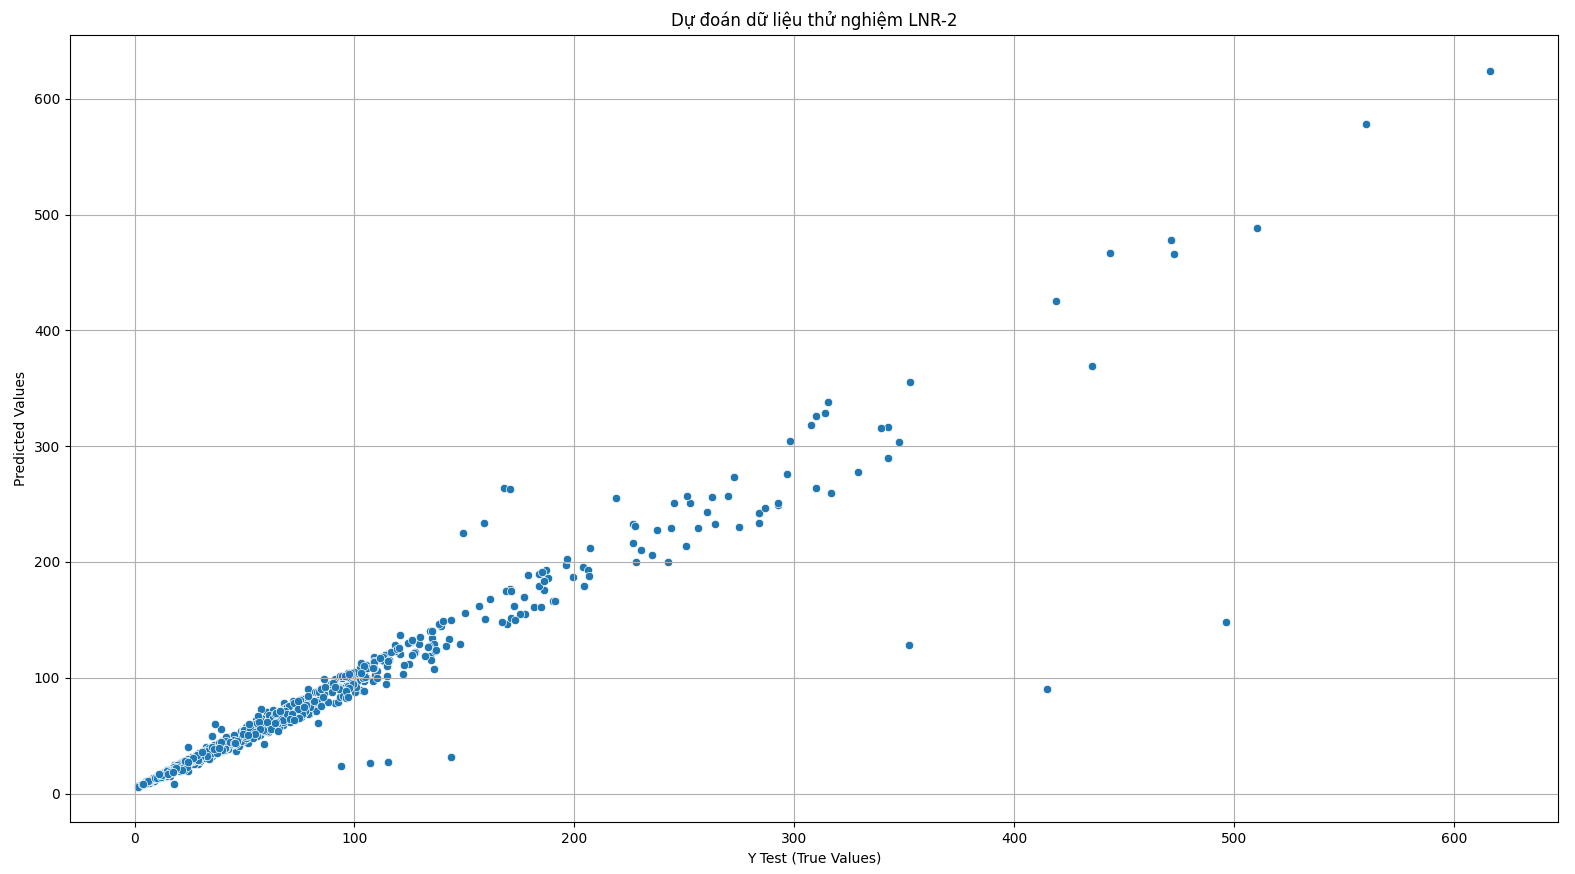 Dự đoán dữ liệu thử nghiệm LNR-2
600
500
400
300
200
100
0
Predicted Values
0 100 200 300 400 500 600
Y Test (True Values)